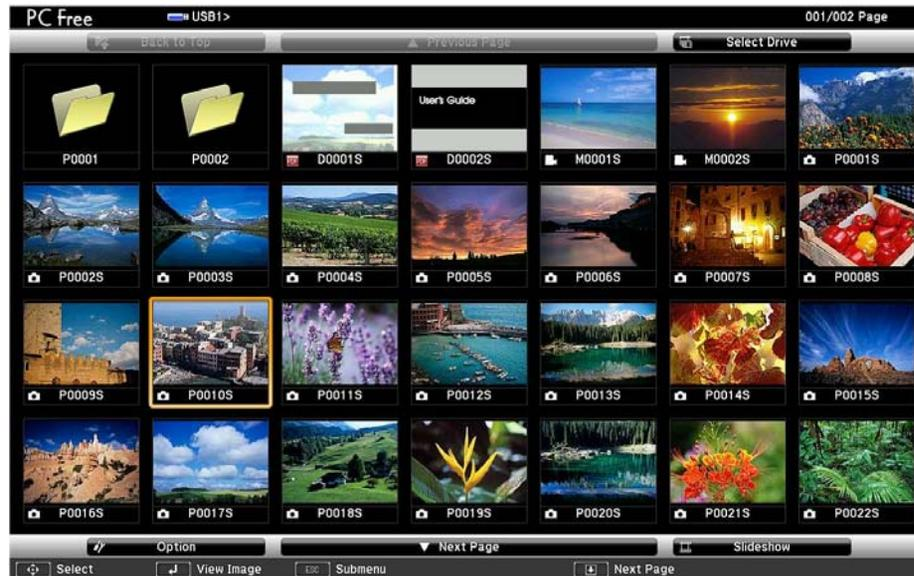 PC Free USB1> 001/002 Page
Back to Top ▲ Previous Page Select Drive
User's Guide
P0001 P0002 D0001S D0002S M0001S M0002S P0001S
P0002S P0003S P0004S P0005S P0006S P0007S P0008S
P0009S P0010S P0011S P0012S P0013S P0014S P0015S
P0016S P0017S P0018S P0019S P0020S P0021S P0022S
Option ▼ Next Page Slideshow
Select View Image ESC Submenu Next Page